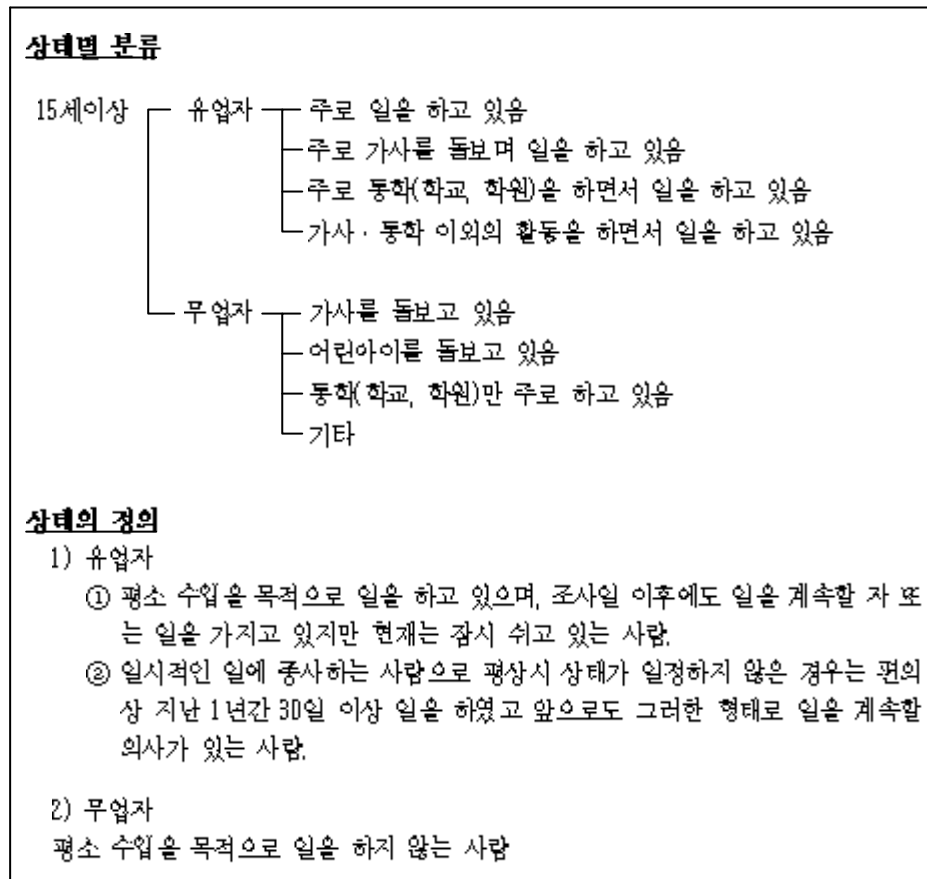 상태별 분류
15세이상 유업자 주로 일을 하고 있음
주로 가사를 돌보며 일을 하고 있음
주로 통학(학교, 학원)을 하면서 일을 하고 있음
가사·통학 이외의 활동을 하면서 일을 하고 있음
무업자 가사를 돌보고 있음
어린아이를 돌보고 있음
통학(학교, 학원)만 주로 하고 있음
기타
상태의 정의
1) 유업자
① 평소 수입을 목적으로 일을 하고 있으며, 조사일 이후에도 일을 계속할 자 또
는 일을 가지고 있지만 현재는 잠시 쉬고 있는 사람.
② 일시적인 일에 종사하는 사람으로 평상시 상태가 일정하지 않은 경우는 편의
상 지난 1년간 30일 이상 일을 하였고 앞으로도 그러한 형태로 일을 계속할
의사가 있는 사람.
2) 무업자
평소 수입을 목적으로 일을 하지 않는 사람